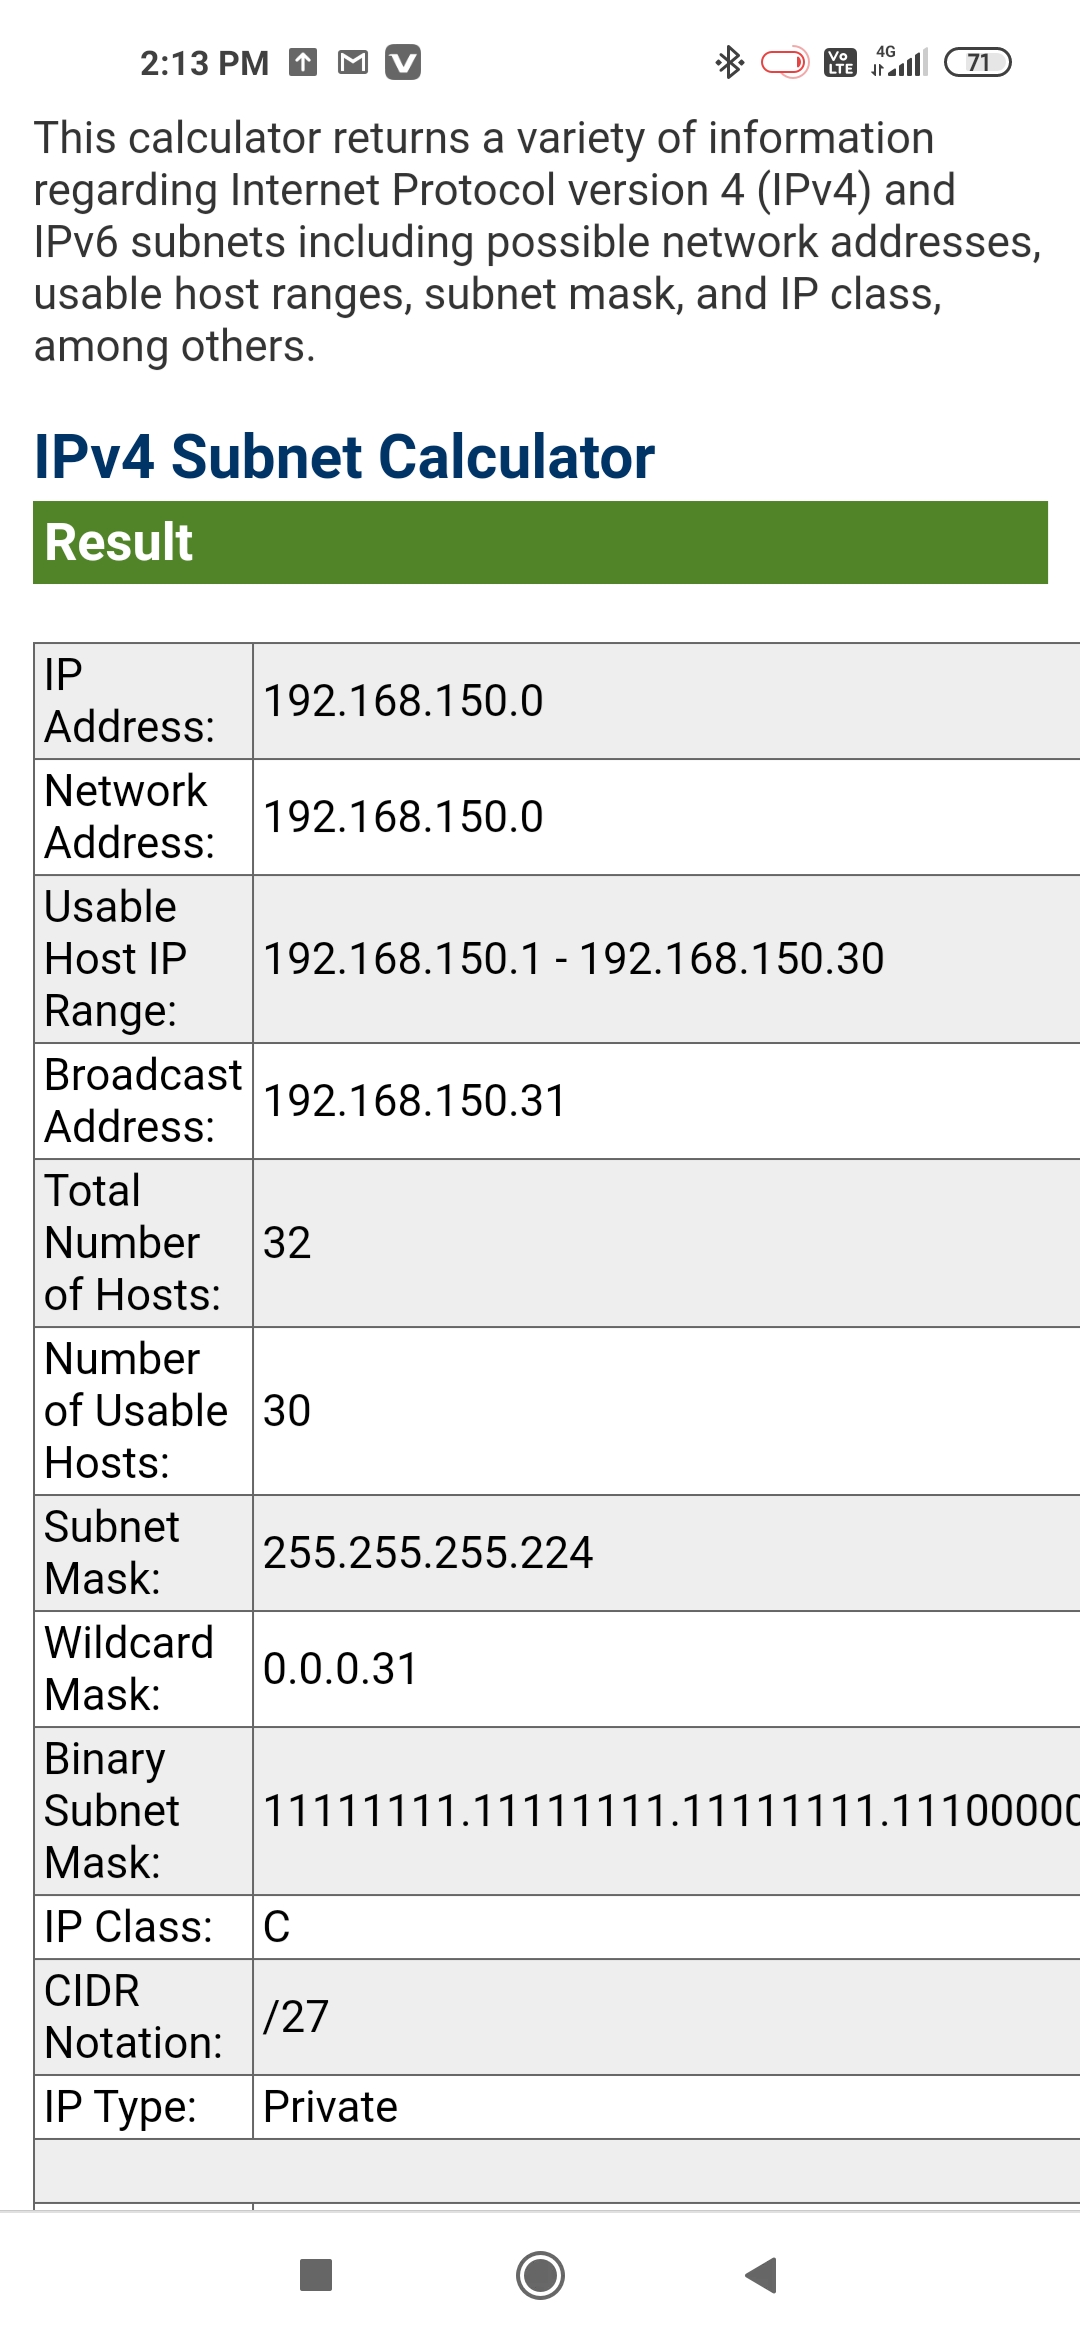 2:13 PM
Vo LTE
4G
71
This calculator returns a variety of information
regarding Internet Protocol version 4 (IPv4) and
IPv6 subnets including possible network addresses,
usable host ranges, subnet mask, and IP class,
among others.
IPv4 Subnet Calculator
Result
IP
Address:
192.168.150.0
Network
Address:
192.168.150.0
Usable
Host IP
Range:
192.168.150.1 - 192.168.150.30
Broadcast
Address:
192.168.150.31
Total
Number
of Hosts:
32
Number
of Usable
Hosts:
30
Subnet
Mask:
255.255.255.224
Wildcard
Mask:
0.0.0.31
Binary
Subnet
Mask:
11111111.11111111.11111111.11100000
IP Class:
C
CIDR
Notation:
/27
IP Type:
Private